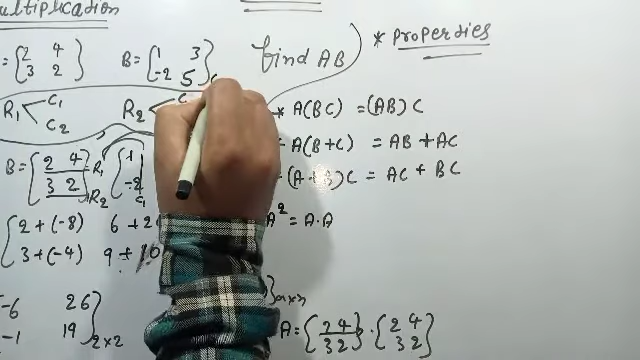 ultiplication
* Properties
= [2 4 B = [1 3 find AB
3 2] -2 5]
R1 < C1 R2 < C
C2
* A(BC) = (AB)C
A(B+C) = AB + AC
B)C = AC + BC
B = [2 4 R1 [1
3 2] R2 -2
C1
A² = A·A
[2+(-8) 6+2
3+(-4) 9+10
-6 26
-1 19] 2×2
A = [2 4 · [2 4
3 2] 3 2]